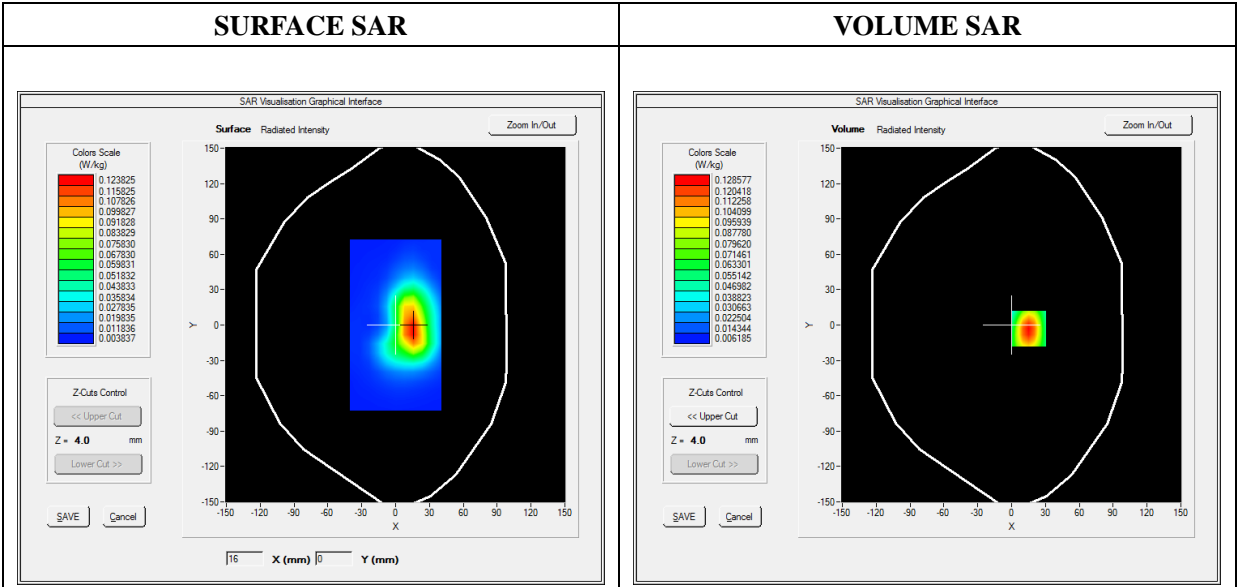 SURFACE SAR
VOLUME SAR
SAR Visualisation Graphical Interface
Surface Radiated Intensity
Zoom In/Out
Colors Scale
(W/kg)
0.123825
0.115825
0.107826
0.099827
0.091828
0.083829
0.075830
0.067830
0.059831
0.051832
0.043833
0.035834
0.027835
0.019835
0.011836
0.003837
Z-Cuts Control
<< Upper Cut
Z = 4.0 mm
Lower Cut >>
SAVE Cancel
150
120
90
60
30
0
-30
-60
-90
-120
-150
Y
-150 -120 -90 -60 -30 0 30 60 90 120 150
X
16 X (mm) 0 Y (mm)
SAR Visualisation Graphical Interface
Volume Radiated Intensity
Zoom In/Out
Colors Scale
(W/kg)
0.128577
0.120418
0.112258
0.104099
0.095939
0.087780
0.079620
0.071461
0.063301
0.055142
0.046982
0.038823
0.030663
0.022504
0.014344
0.006185
Z-Cuts Control
<< Upper Cut
Z = 4.0 mm
Lower Cut >>
SAVE Cancel
150
120
90
60
30
0
-30
-60
-90
-120
-150
Y
-150 -120 -90 -60 -30 0 30 60 90 120 150
X